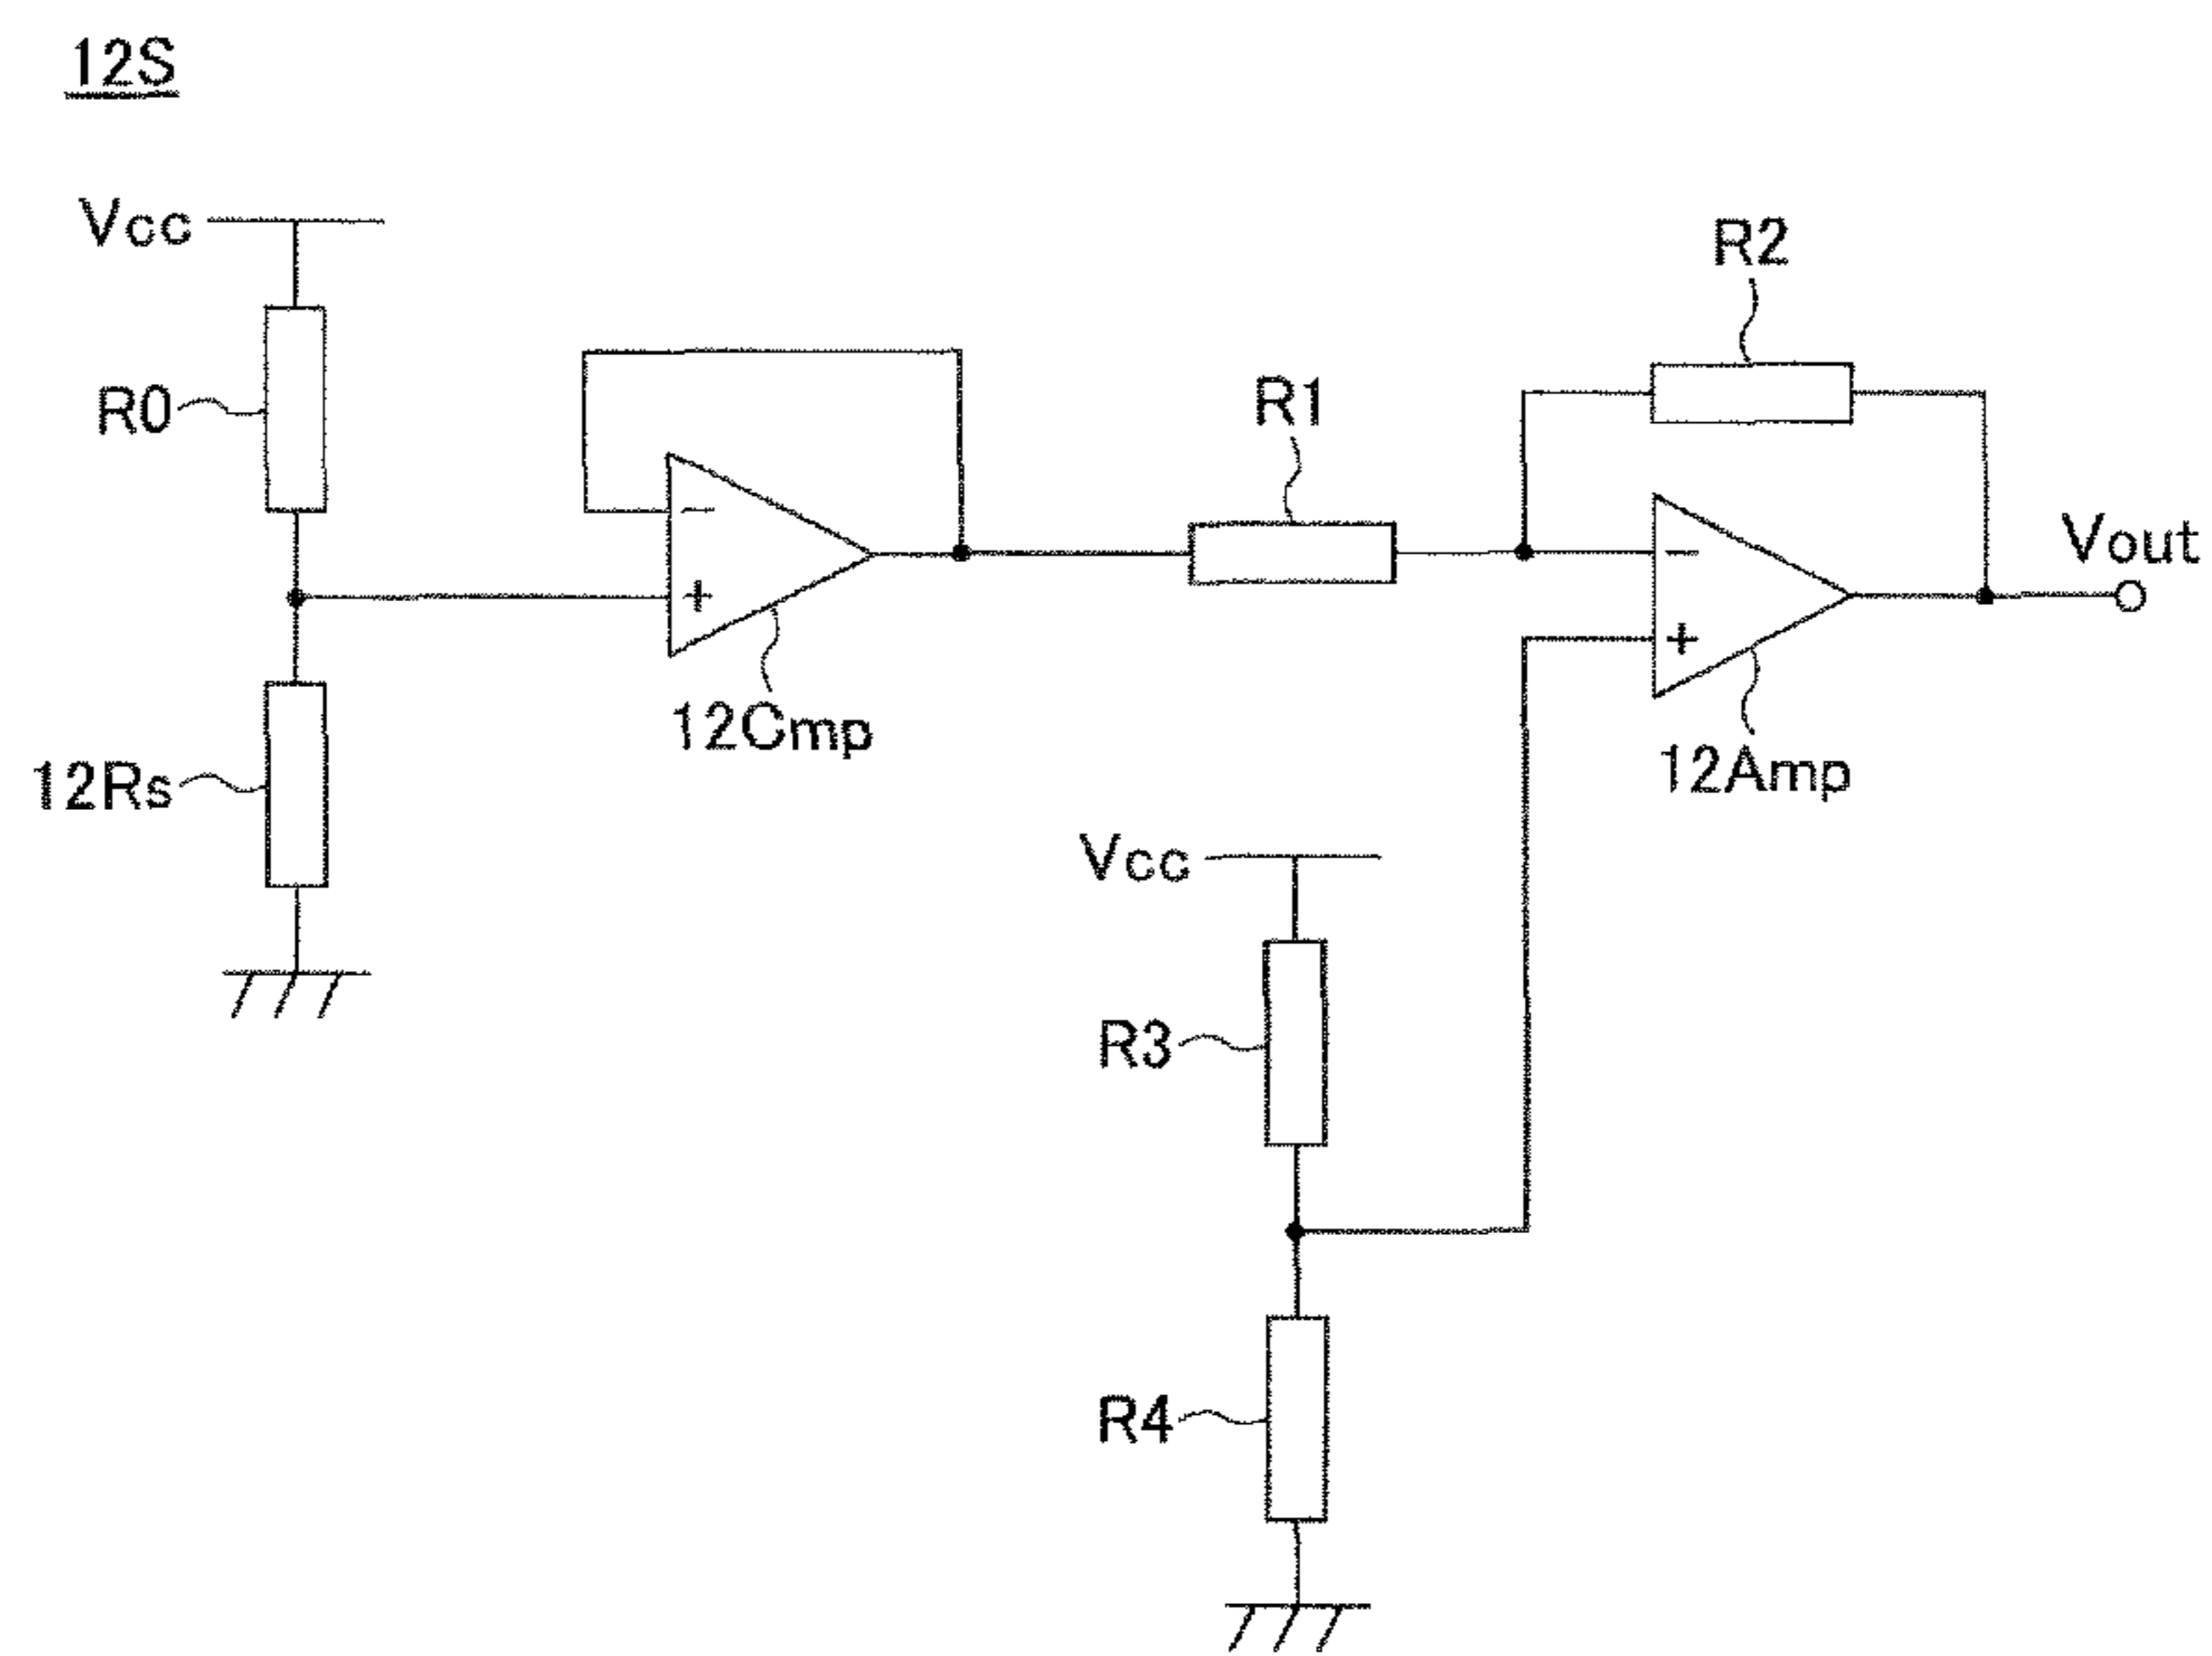 12S
Vcc
R2
R0
R1
Vout
−
−
+
+
12Cmp
12Rs
12Amp
Vcc
R3
R4